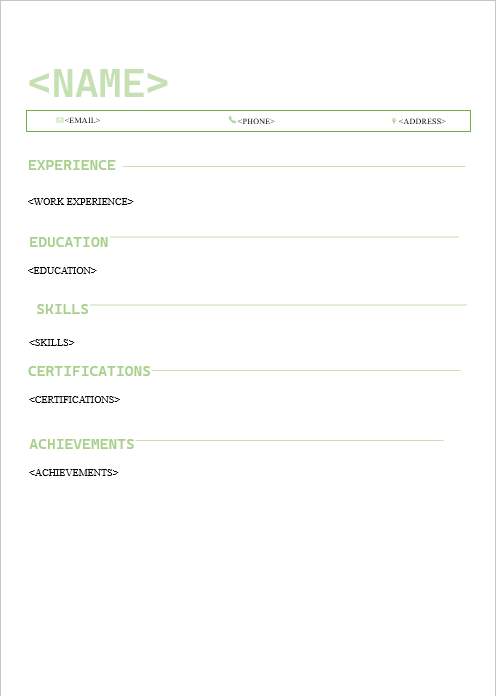 <NAME>
<EMAIL> <PHONE> <ADDRESS>
EXPERIENCE
<WORK EXPERIENCE>
EDUCATION
<EDUCATION>
SKILLS
<SKILLS>
CERTIFICATIONS
<CERTIFICATIONS>
ACHIEVEMENTS
<ACHIEVEMENTS>